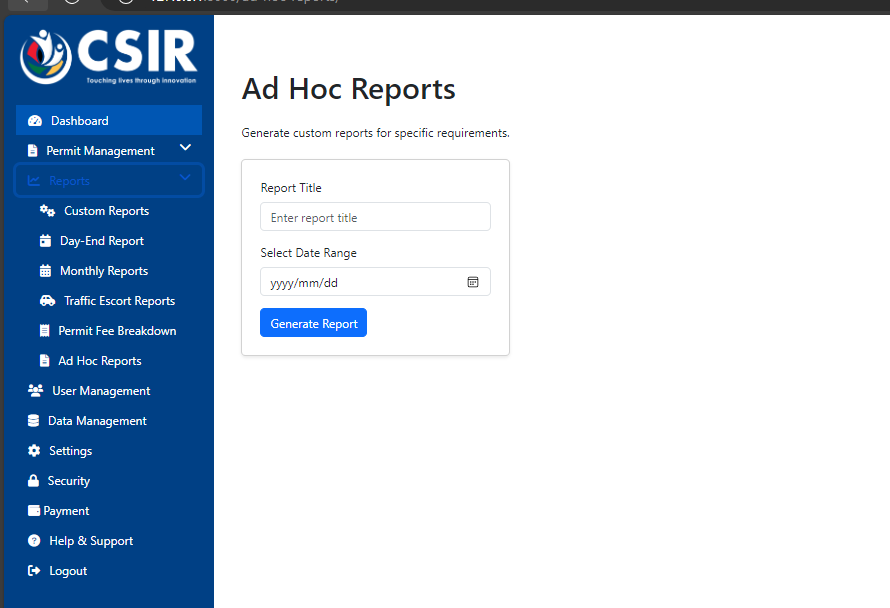 CSIR
Touching lives through innovation
Dashboard
Permit Management
Reports
Custom Reports
Day-End Report
Monthly Reports
Traffic Escort Reports
Permit Fee Breakdown
Ad Hoc Reports
User Management
Data Management
Settings
Security
Payment
Help & Support
Logout
Ad Hoc Reports
Generate custom reports for specific requirements.
Report Title
Enter report title
Select Date Range
yyyy/mm/dd
Generate Report